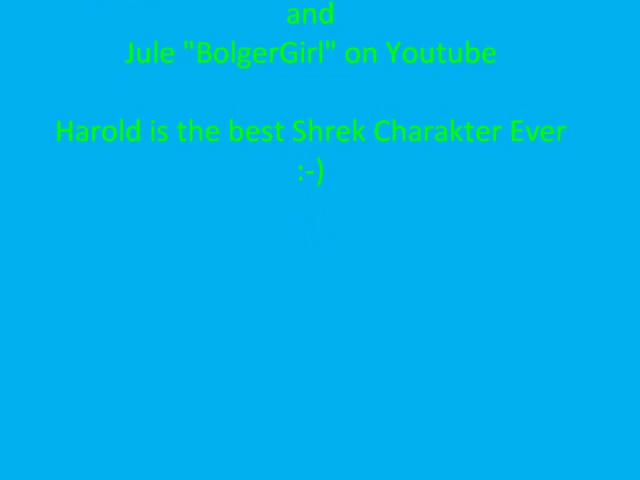 and
Jule "BolgerGirl" on Youtube
Harold is the best Shrek Charakter Ever
:-)